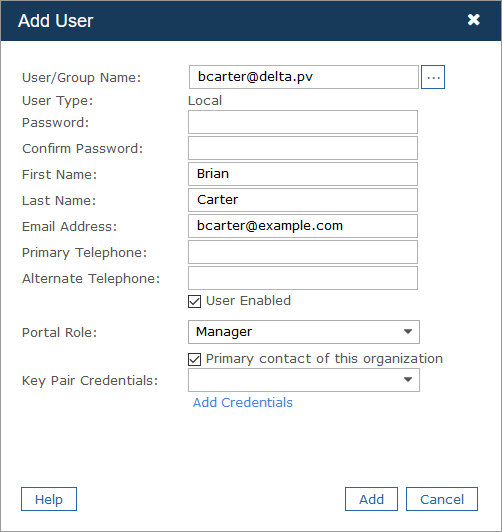 Add User
User/Group Name: bcarter@delta.pv ...
User Type: Local
Password:
Confirm Password:
First Name: Brian
Last Name: Carter
Email Address: bcarter@example.com
Primary Telephone:
Alternate Telephone:
User Enabled
Portal Role: Manager
Primary contact of this organization
Key Pair Credentials:
Add Credentials
Help Add Cancel